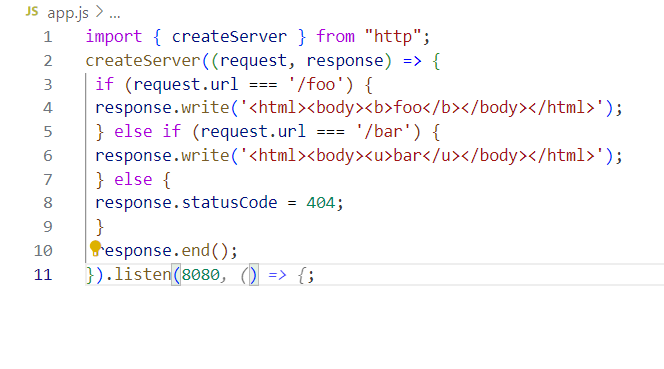 JS app.js > ...
1 import { createServer } from "http";
2 createServer((request, response) => {
3 if (request.url === '/foo') {
4 response.write('<html><body><b>foo</b></body></html>');
5 } else if (request.url === '/bar') {
6 response.write('<html><body><u>bar</u></body></html>');
7 } else {
8 response.statusCode = 404;
9 }
10 response.end();
11 }).listen(8080, () => {;